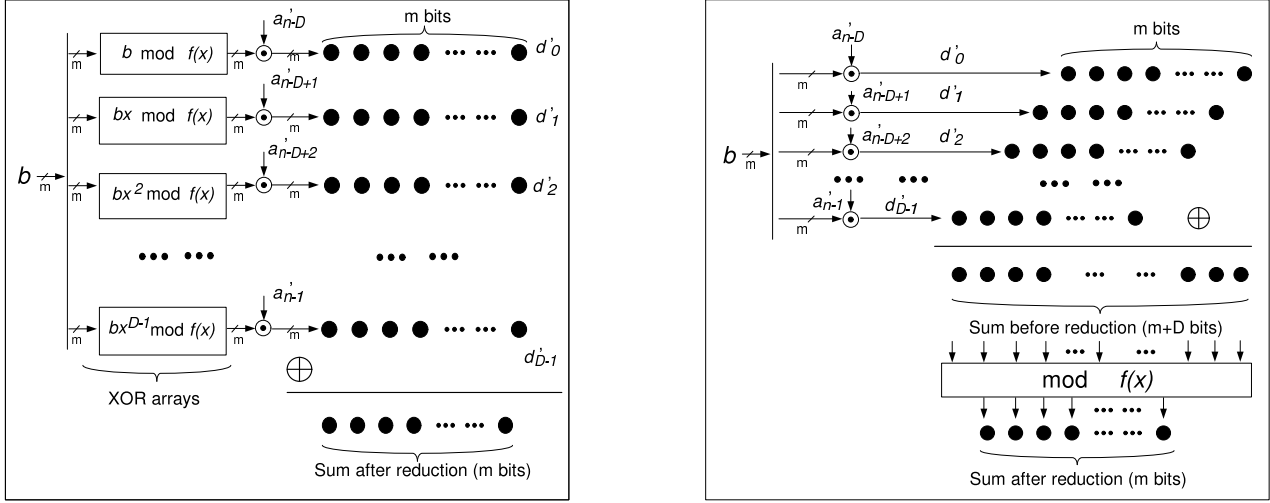 m bits
a'n-D
b mod f(x)
m
m
m
d'0
a'n-D+1
bx mod f(x)
m
m
m
d'1
a'n-D+2
b
m
bx2 mod f(x)
m
m
m
d'2
a'n-1
bxD-1 mod f(x)
m
m
m
d'D-1
XOR arrays
Sum after reduction (m bits)
m bits
a'n-D
d'0
m
a'n-D+1
d'1
m
a'n-D+2
d'2
b
m
m
a'n-1
d'D-1
m
Sum before reduction (m+D bits)
mod f(x)
Sum after reduction (m bits)